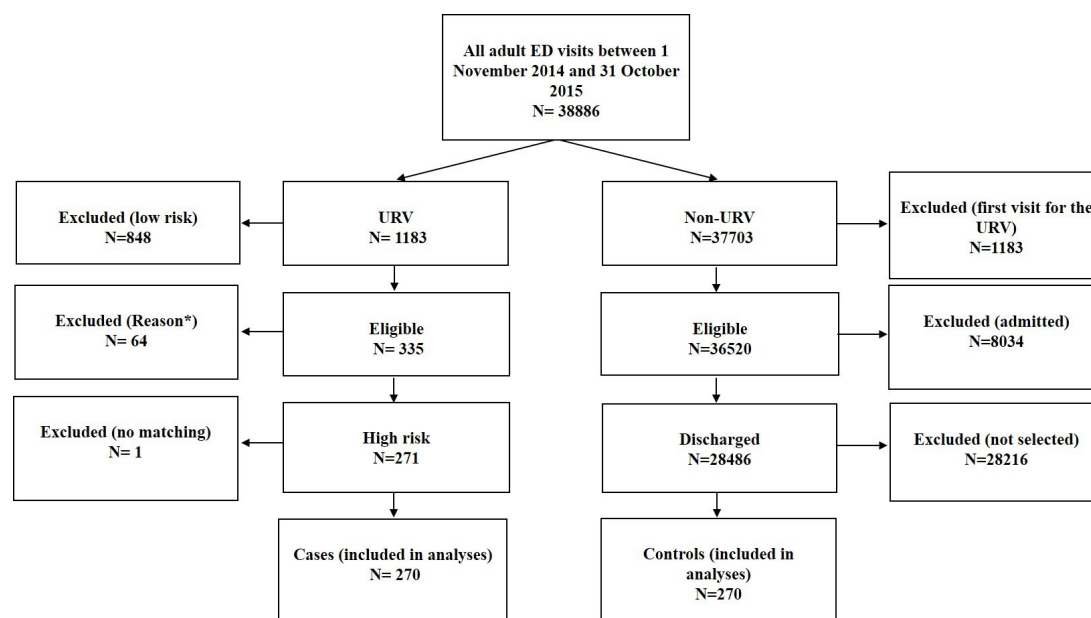 All adult ED visits between 1
November 2014 and 31 October
2015
N= 38886
Excluded (low risk)
N=848
URV
N= 1183
Non-URV
N=37703
Excluded (first visit for the
URV)
N=1183
Excluded (Reason*)
N= 64
Eligible
N= 335
Eligible
N=36520
Excluded (admitted)
N=8034
Excluded (no matching)
N= 1
High risk
N=271
Discharged
N=28486
Excluded (not selected)
N=28216
Cases (included in analyses)
N= 270
Controls (included in
analyses)
N=270